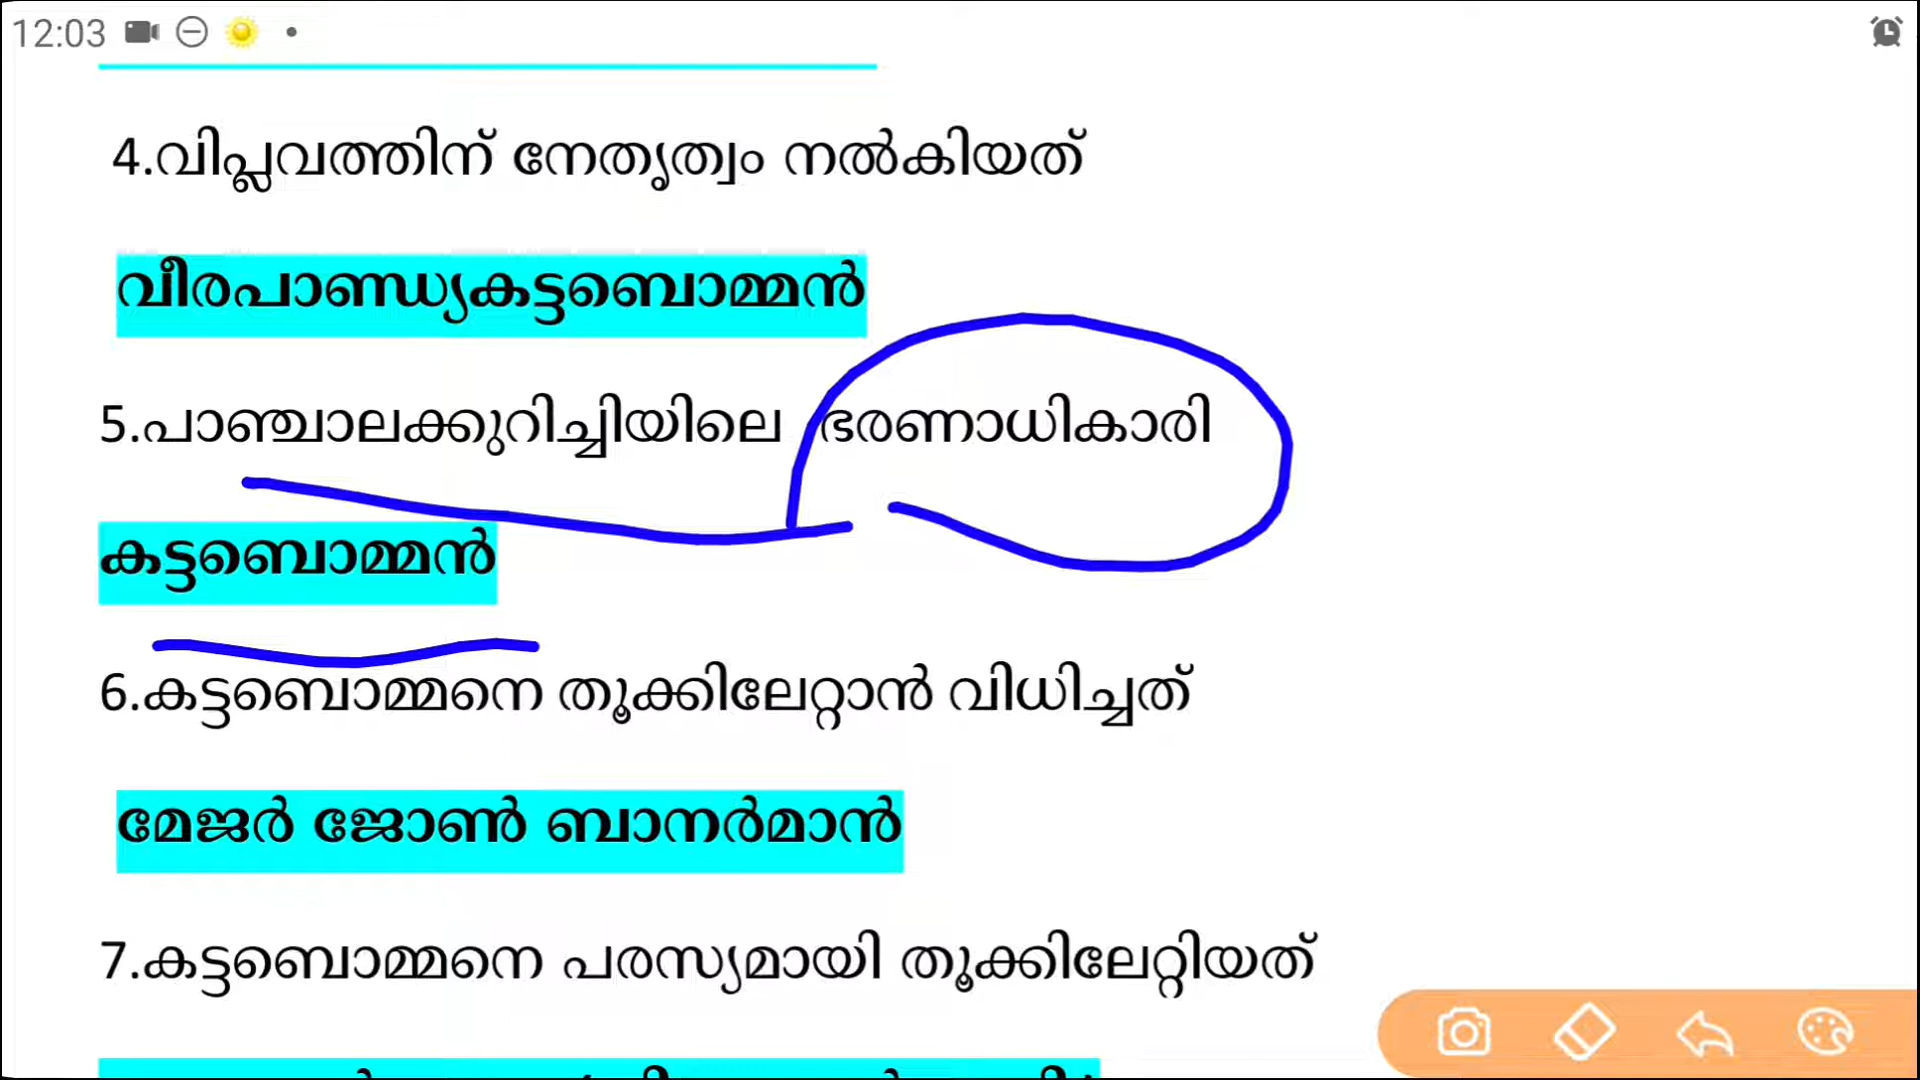 12:03
4.വിപ്ലവത്തിന് നേതൃത്വം നൽകിയത്
വീരപാണ്ഡ്യകട്ടബൊമ്മൻ
5.പാഞ്ചാലക്കുറിച്ചിയിലെ ഭരണാധികാരി
കട്ടബൊമ്മൻ
6.കട്ടബൊമ്മനെ തൂക്കിലേറ്റാൻ വിധിച്ചത്
മേജർ ജോൺ ബാനർമാൻ
7.കട്ടബൊമ്മനെ പരസ്യമായി തൂക്കിലേറ്റിയത്